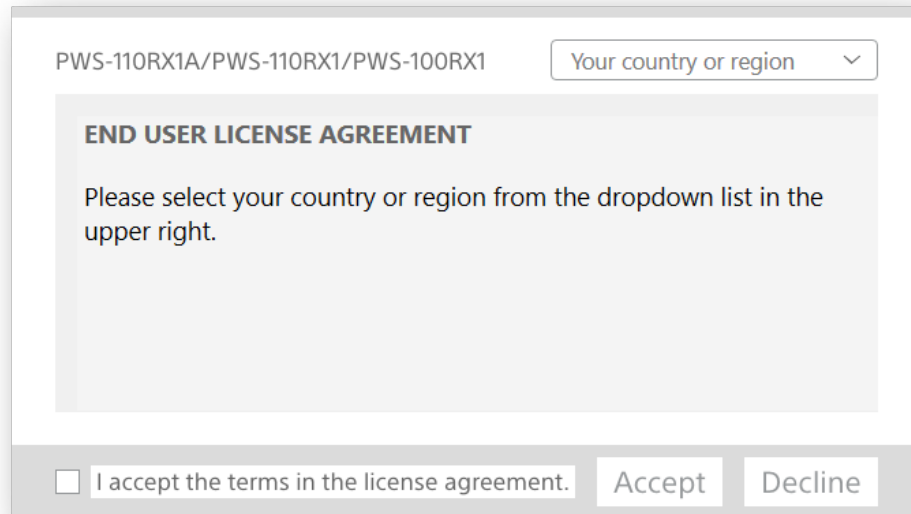 PWS-110RX1A/PWS-110RX1/PWS-100RX1
Your country or region
END USER LICENSE AGREEMENT
Please select your country or region from the dropdown list in the
upper right.
I accept the terms in the license agreement.
Accept
Decline